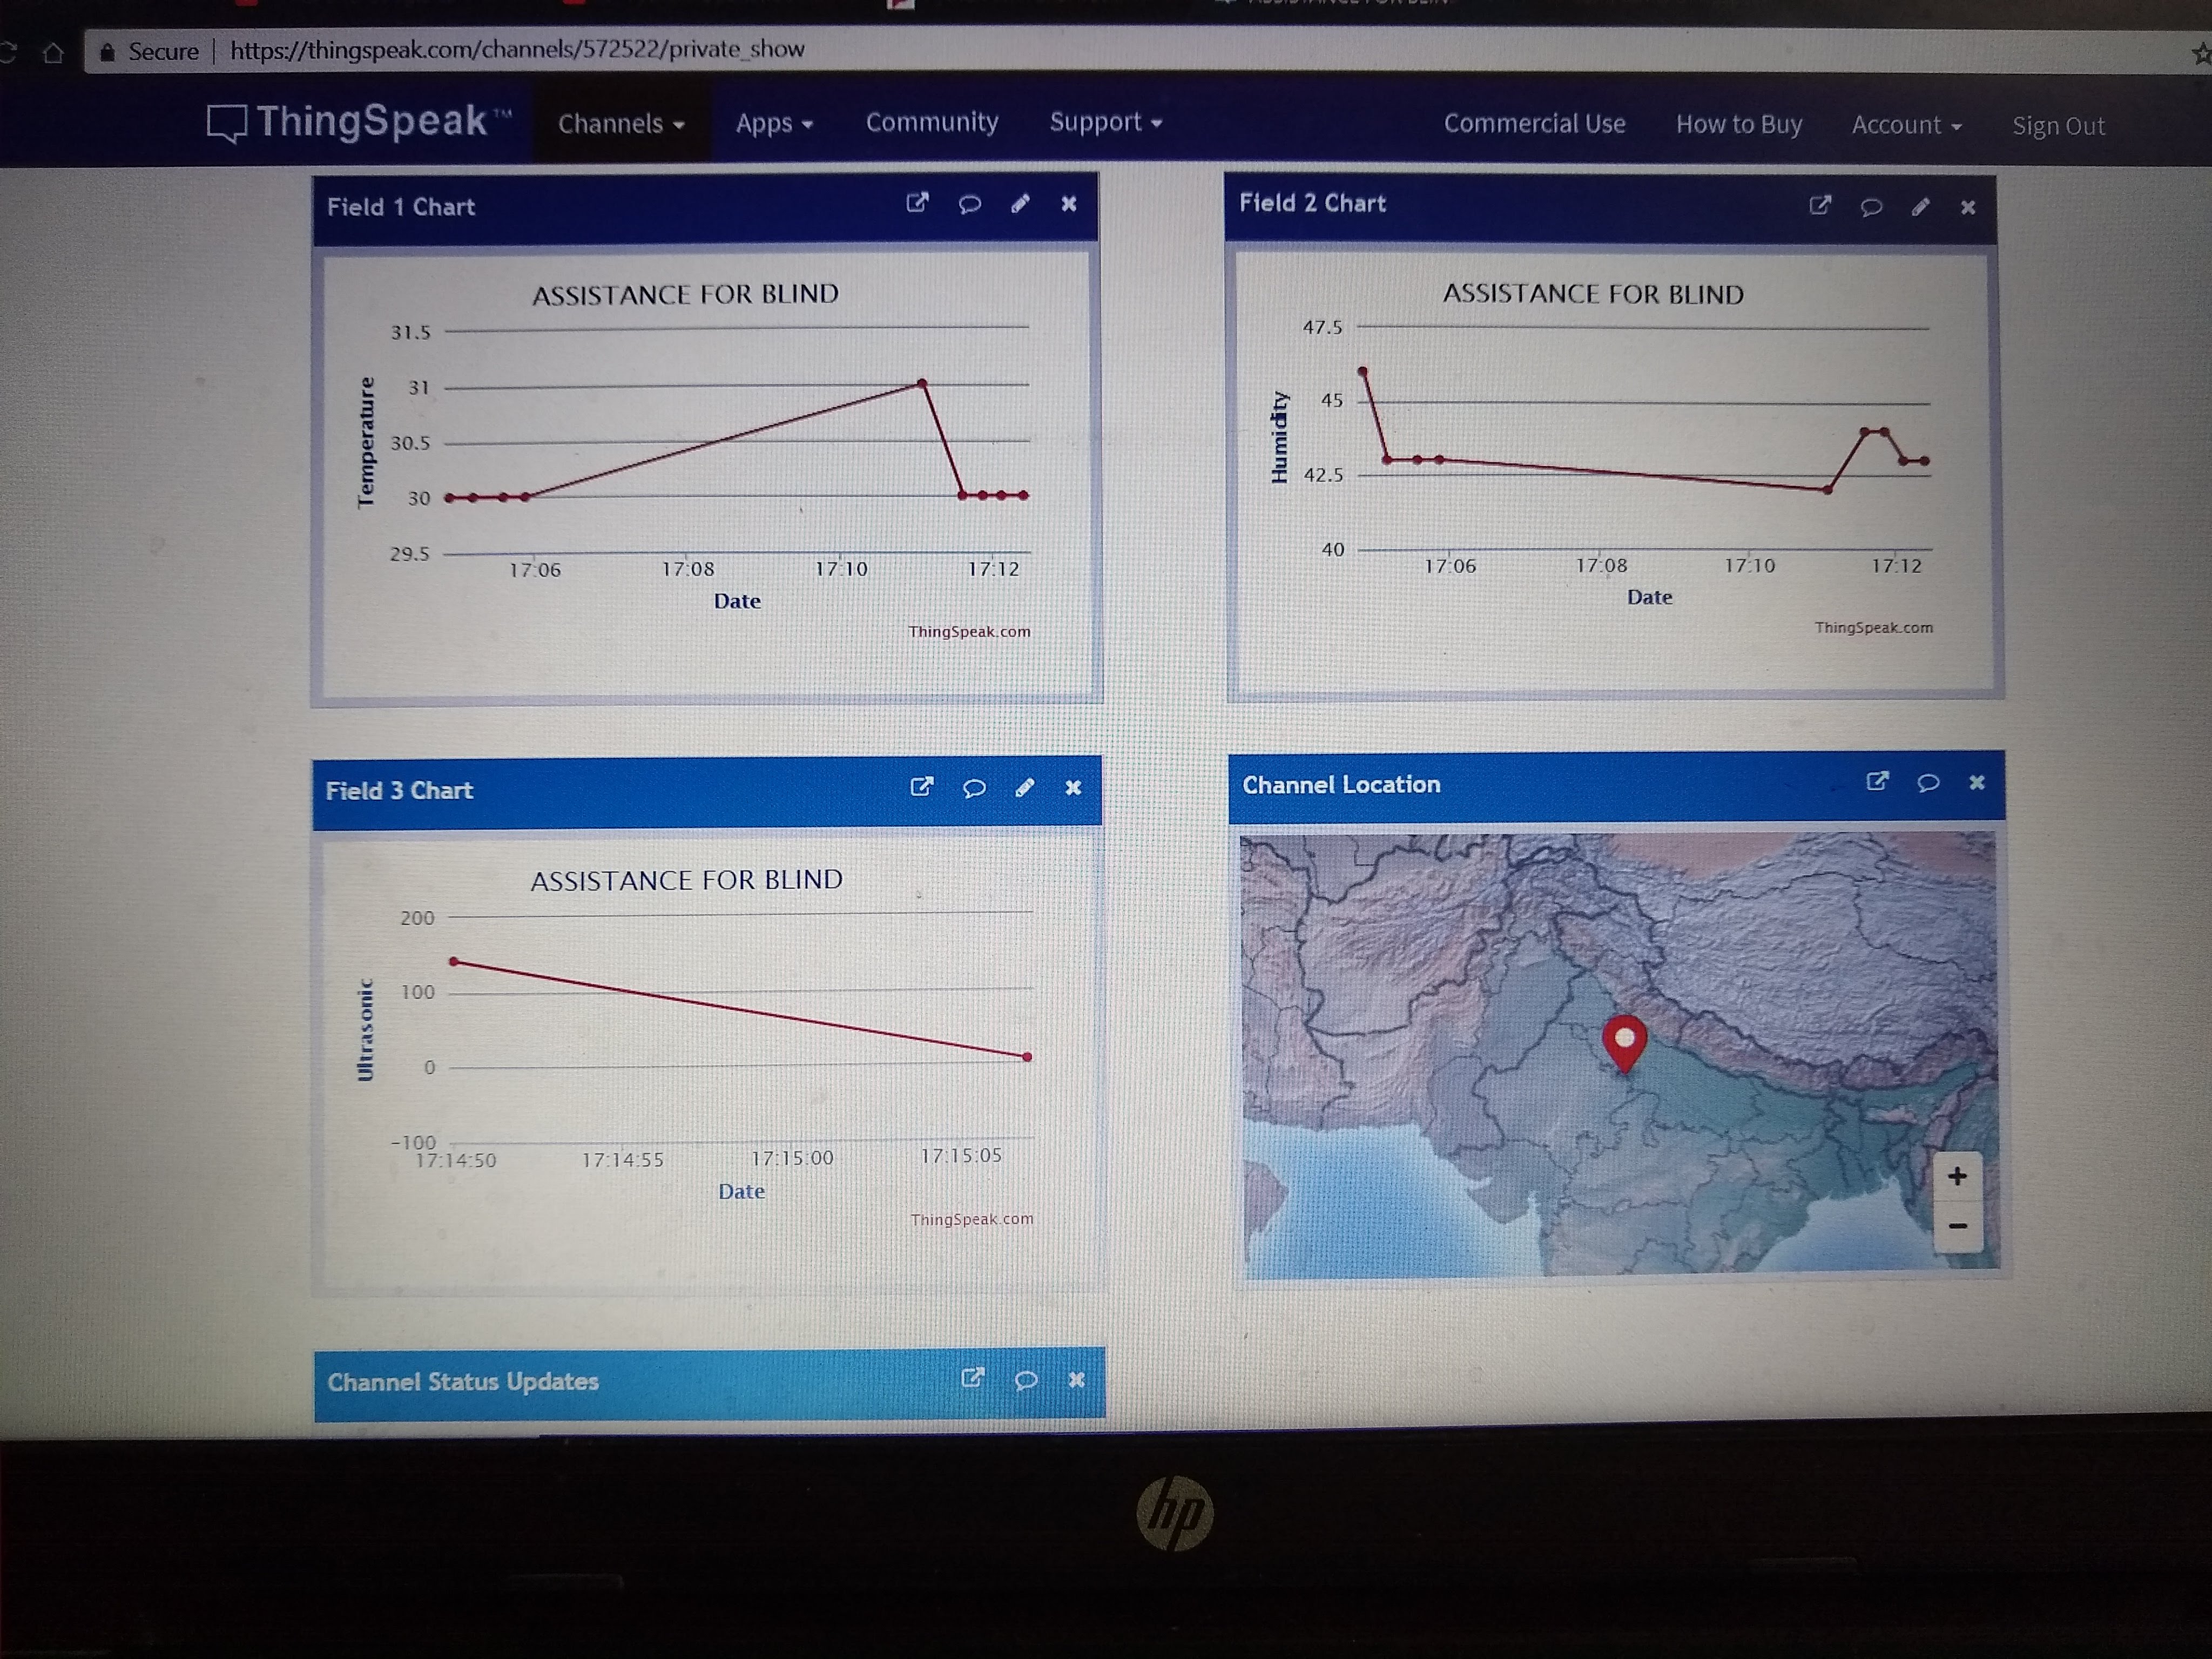 Secure | https://thingspeak.com/channels/572522/private_show
ThingSpeak™ Channels Apps Community Support Commercial Use How to Buy Account Sign Out
Field 1 Chart
ASSISTANCE FOR BLIND
Temperature
31.5
31
30.5
30
29.5
17:06 17:08 17:10 17:12
Date
ThingSpeak.com
Field 2 Chart
ASSISTANCE FOR BLIND
Humidity
47.5
45
42.5
40
17:06 17:08 17:10 17:12
Date
ThingSpeak.com
Field 3 Chart
ASSISTANCE FOR BLIND
Ultrasonic
200
100
0
-100
17:14:50 17:14:55 17:15:00 17:15:05
Date
ThingSpeak.com
Channel Location
+
−
Channel Status Updates
hp